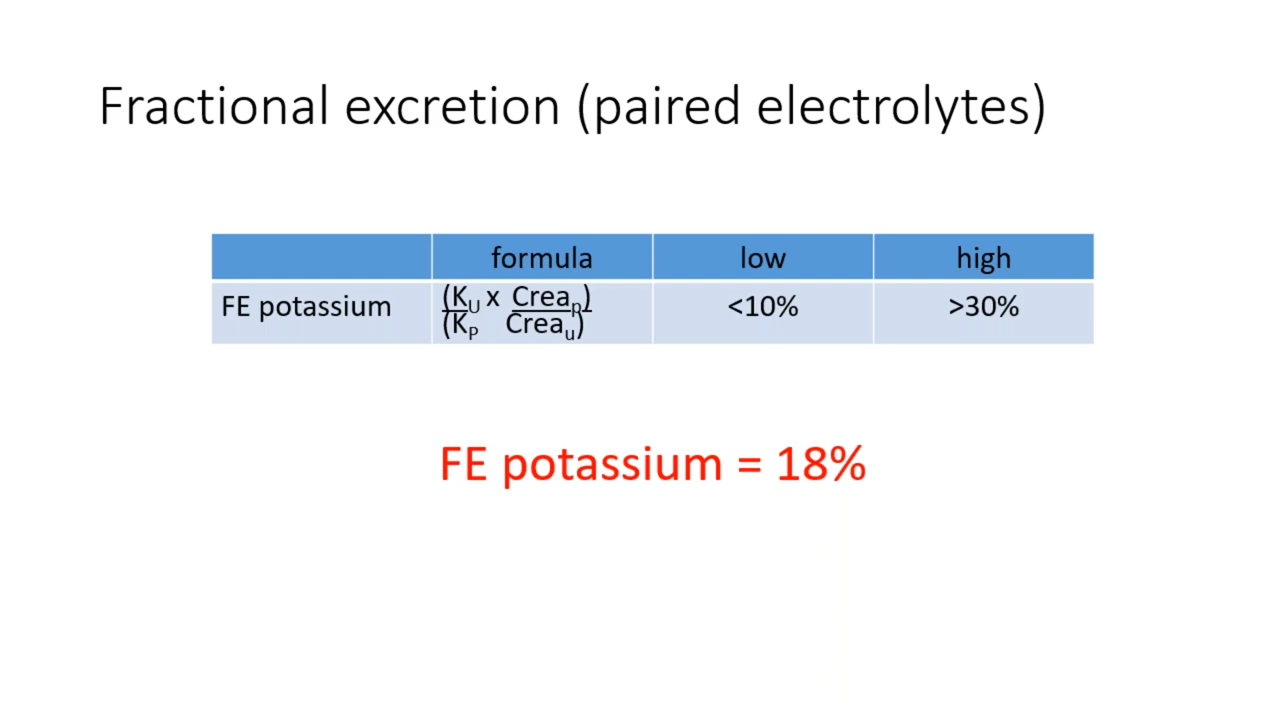 Fractional excretion (paired electrolytes)
formula low high
FE potassium (K_U x Crea_p) <10% >30%
(K_P Crea_u)
FE potassium = 18%